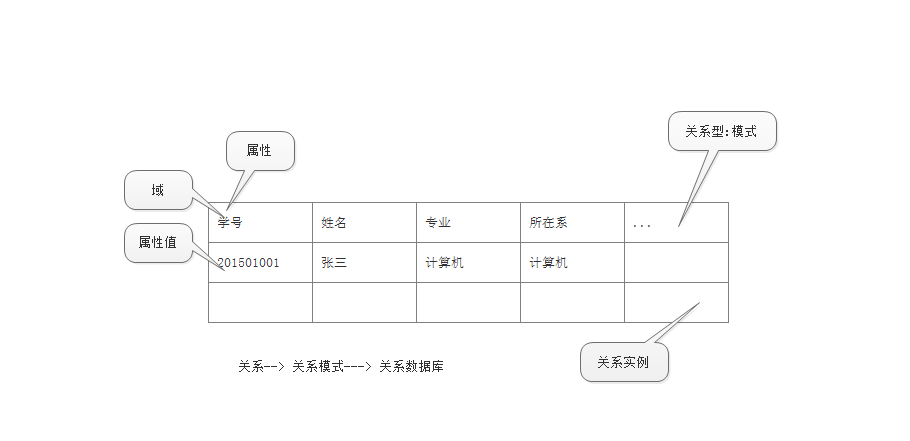 关系型:模式
属性
域
属性值
学号 姓名 专业 所在系 ...
201501001 张三 计算机 计算机
关系实例
关系--> 关系模式---> 关系数据库